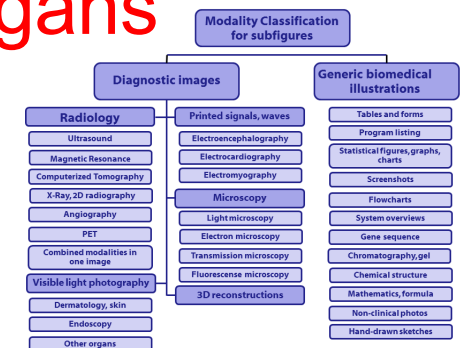 gans
Modality Classification
for subfigures
Diagnostic images
Generic biomedical
illustrations
Radiology
Ultrasound
Magnetic Resonance
Computerized Tomography
X-Ray, 2D radiography
Angiography
PET
Combined modalities in
one image
Visible light photography
Dermatology, skin
Endoscopy
Other organs
Printed signals, waves
Electroencephalography
Electrocardiography
Electromyography
Microscopy
Light microscopy
Electron microscopy
Transmission microscopy
Fluorescense microscopy
3D reconstructions
Tables and forms
Program listing
Statistical figures, graphs,
charts
Screenshots
Flowcharts
System overviews
Gene sequence
Chromatography, gel
Chemical structure
Mathematics, formula
Non-clinical photos
Hand-drawn sketches